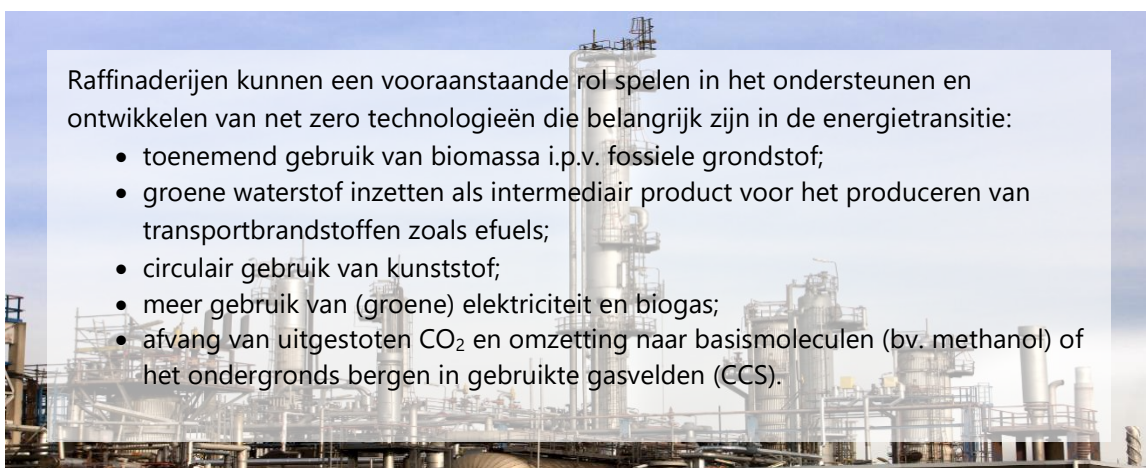 Raffinaderijen kunnen een vooraanstaande rol spelen in het ondersteunen en
ontwikkelen van net zero technologieën die belangrijk zijn in de energietransitie:
• toenemend gebruik van biomassa i.p.v. fossiele grondstof;
• groene waterstof inzetten als intermediair product voor het produceren van
transportbrandstoffen zoals efuels;
• circulair gebruik van kunststof;
• meer gebruik van (groene) elektriciteit en biogas;
• afvang van uitgestoten CO₂ en omzetting naar basismoleculen (bv. methanol) of
het ondergronds bergen in gebruikte gasvelden (CCS).